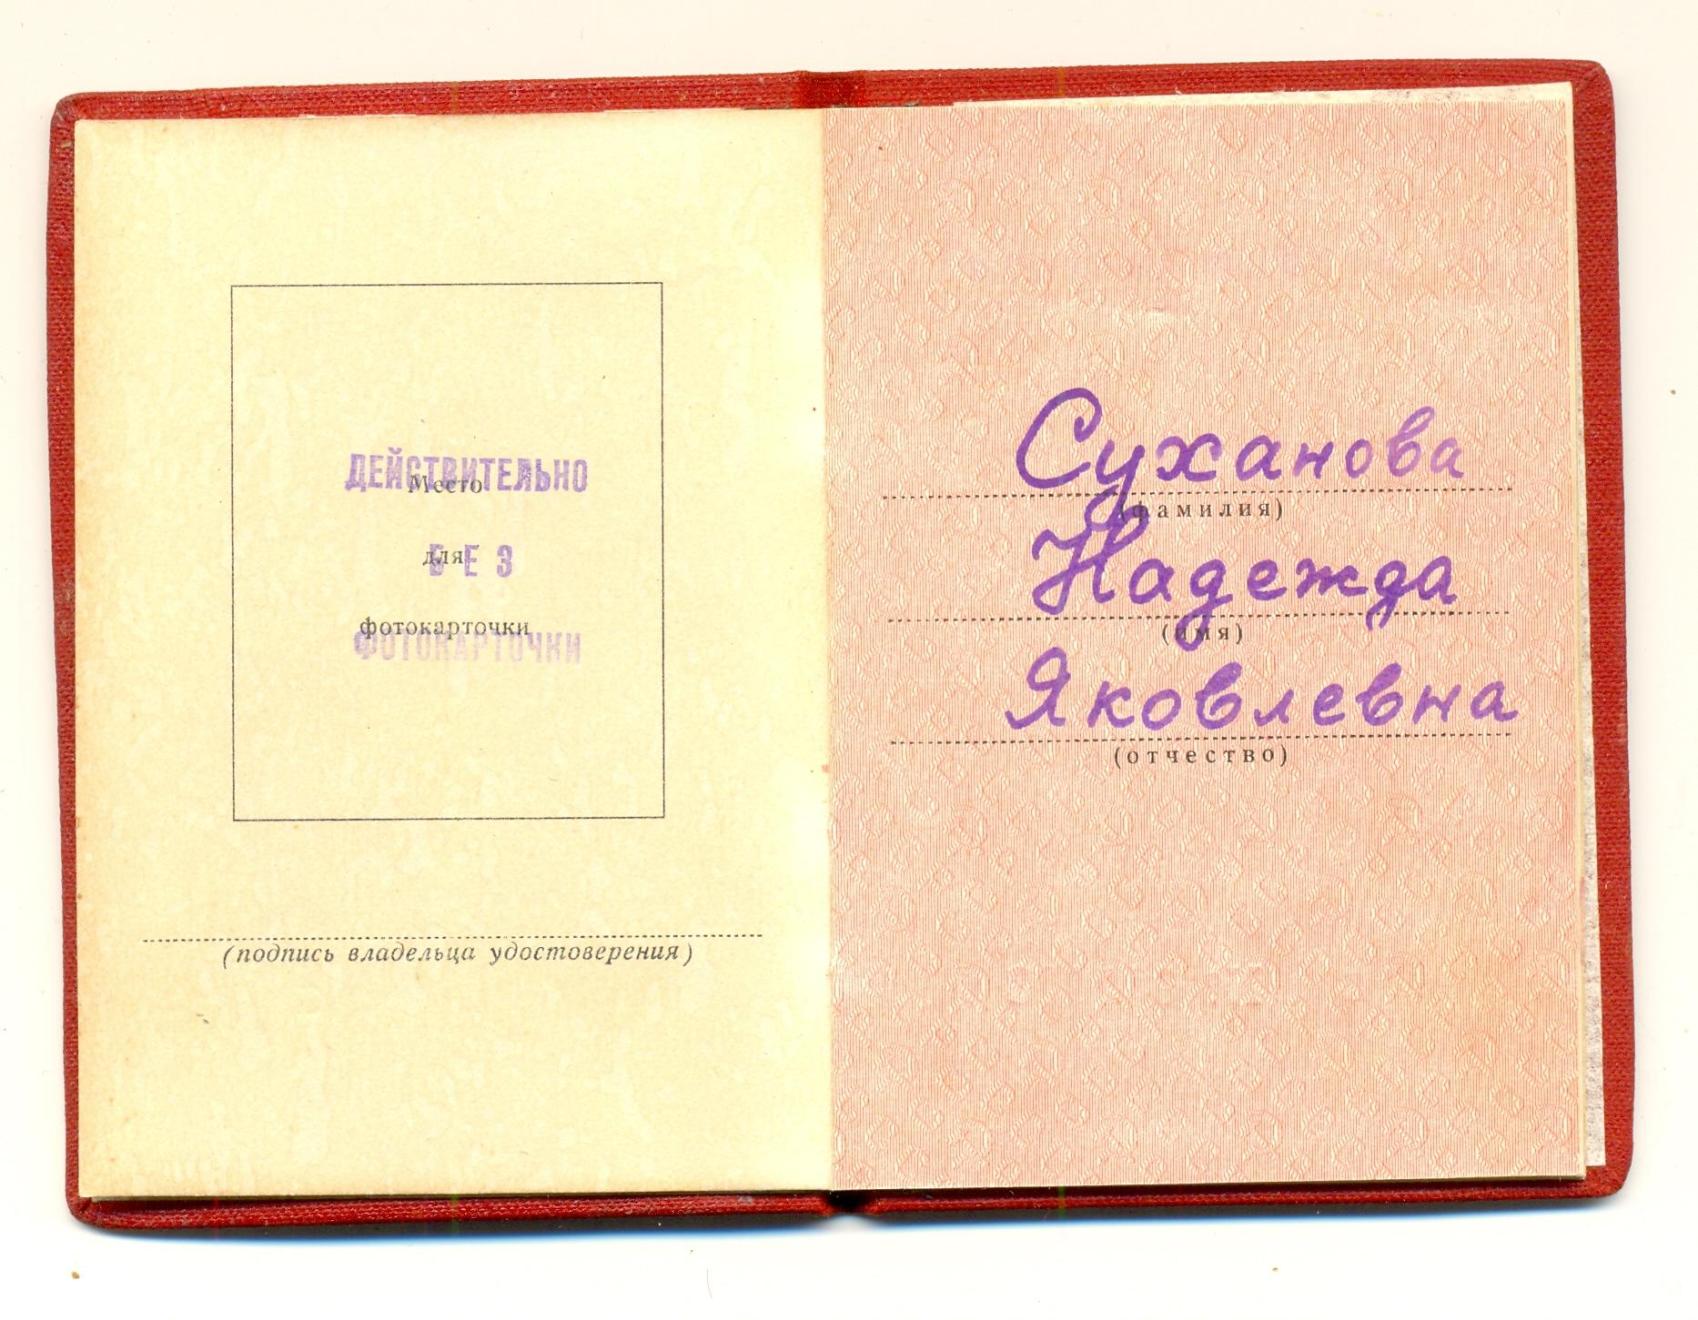 Место
для
фотокарточки
ДЕЙСТВИТЕЛЬНО
БЕЗ
ФОТОКАРТОЧКИ
(подпись владельца удостоверения)
Суханова
(фамилия)
Надежда
(имя)
Яковлевна
(отчество)